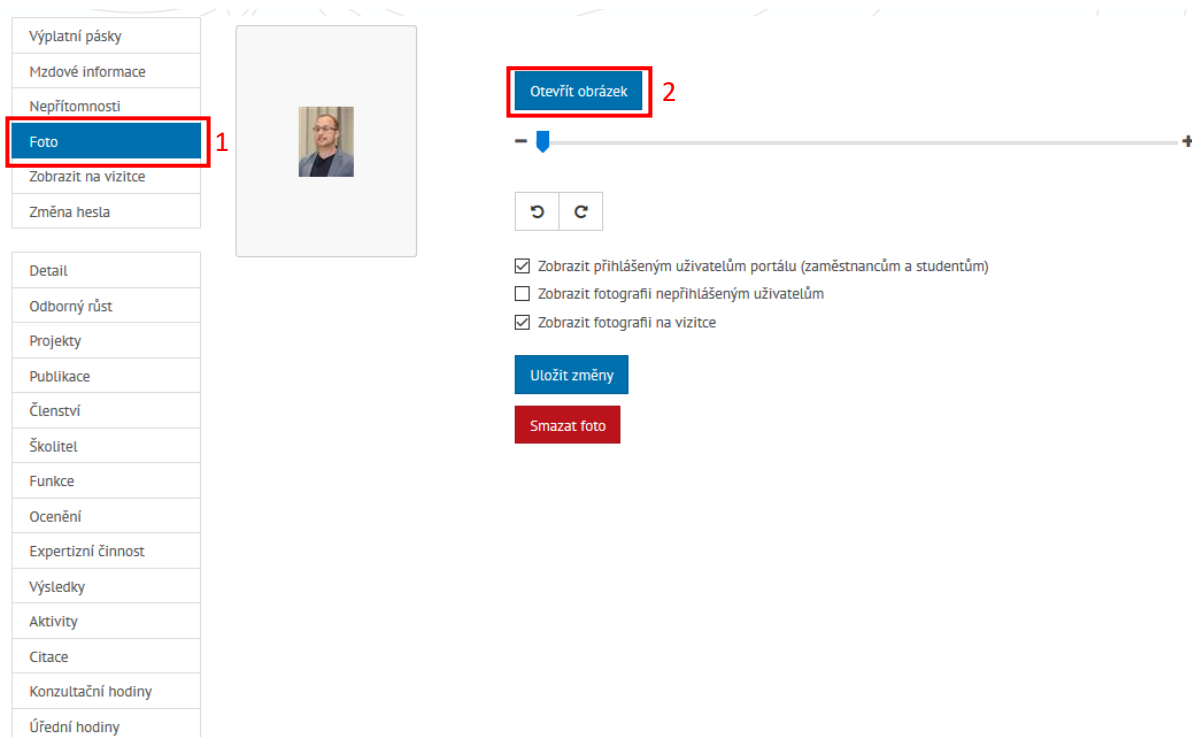 Výplatní pásky
Mzdové informace
Nepřítomnosti
Foto
1
Zobrazit na vizitce
Změna hesla
Detail
Odborný růst
Projekty
Publikace
Členství
Školitel
Funkce
Ocenění
Expertizní činnost
Výsledky
Aktivity
Citace
Konzultační hodiny
Úřední hodiny
Otevřít obrázek
2
Zobrazit přihlášeným uživatelům portálu (zaměstnancům a studentům)
Zobrazit fotografii nepřihlášeným uživatelům
Zobrazit fotografii na vizitce
Uložit změny
Smazat foto